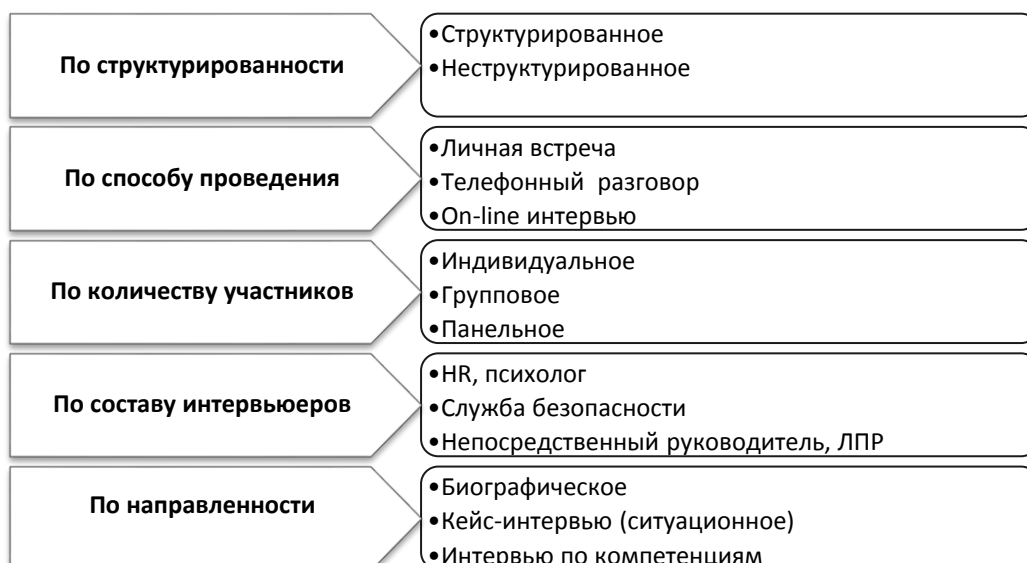 По структурированности
•Структурированное
•Неструктурированное
По способу проведения
•Личная встреча
•Телефонный  разговор
•On-line интервью
По количеству участников
•Индивидуальное
•Групповое
•Панельное
По составу интервьюеров
•HR, психолог
•Служба безопасности
•Непосредственный руководитель, ЛПР
По направленности
•Биографическое
•Кейс-интервью (ситуационное)
•Интервью по компетенциям